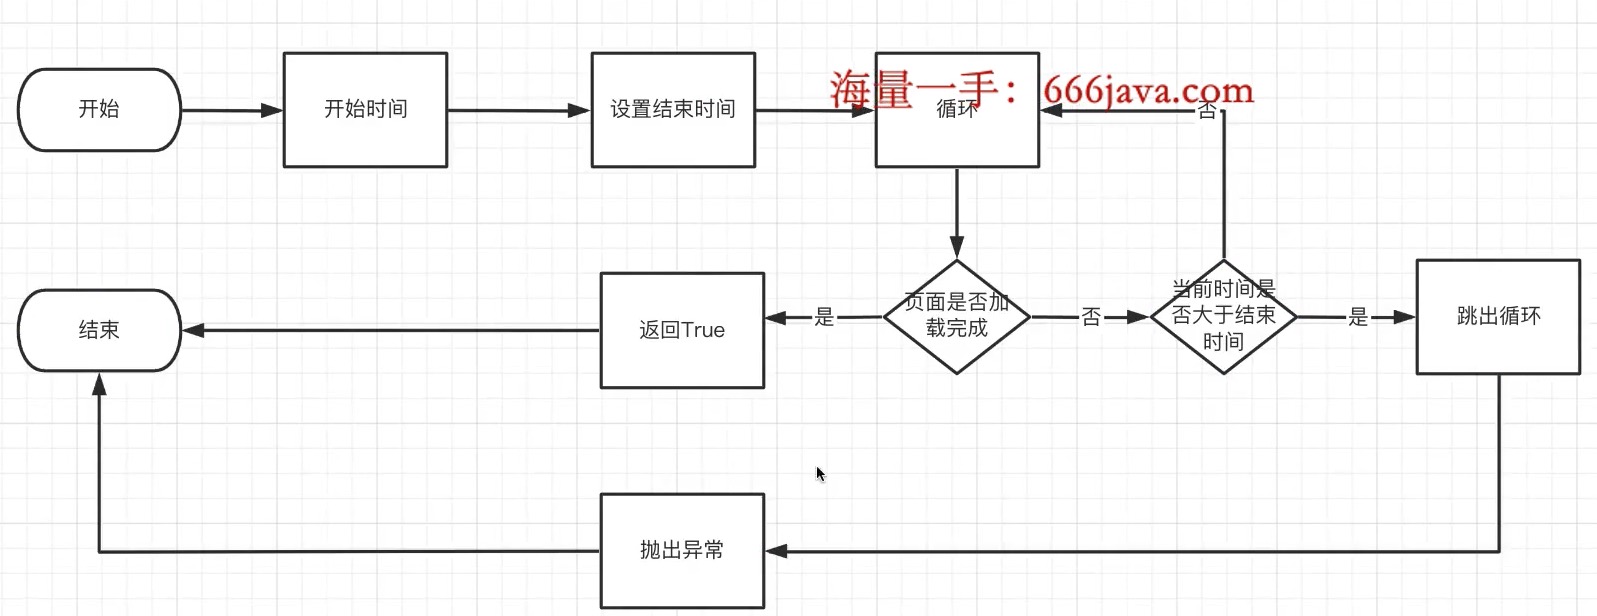 海量一手：666java.com
开始
开始时间
设置结束时间
循环
否
结束
返回True
是
页面是否加
载完成
否
当前时间是
否大于结束
时间
是
跳出循环
抛出异常